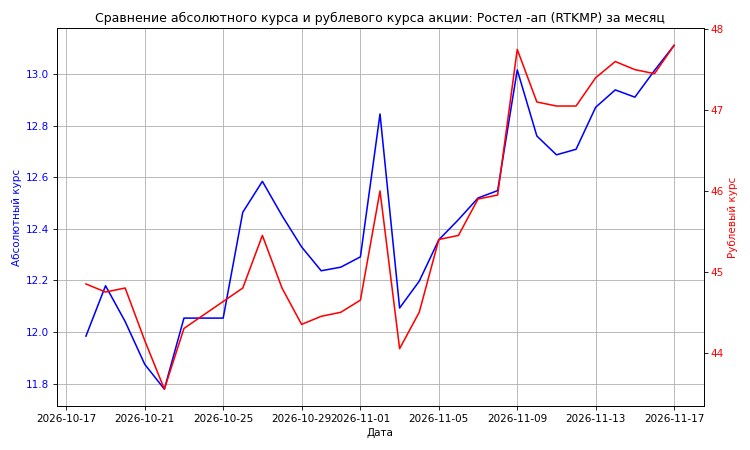 Сравнение абсолютного курса и рублевого курса акции: Ростел -ап (RTKMP) за месяц
48
13.0
47
12.8
12.6
46
12.4
Абсолютный курс
Рублевый курс
45
12.2
12.0
44
11.8
2026-10-17 2026-10-21 2026-10-25 2026-10-29 2026-11-01 2026-11-05 2026-11-09 2026-11-13 2026-11-17
Дата